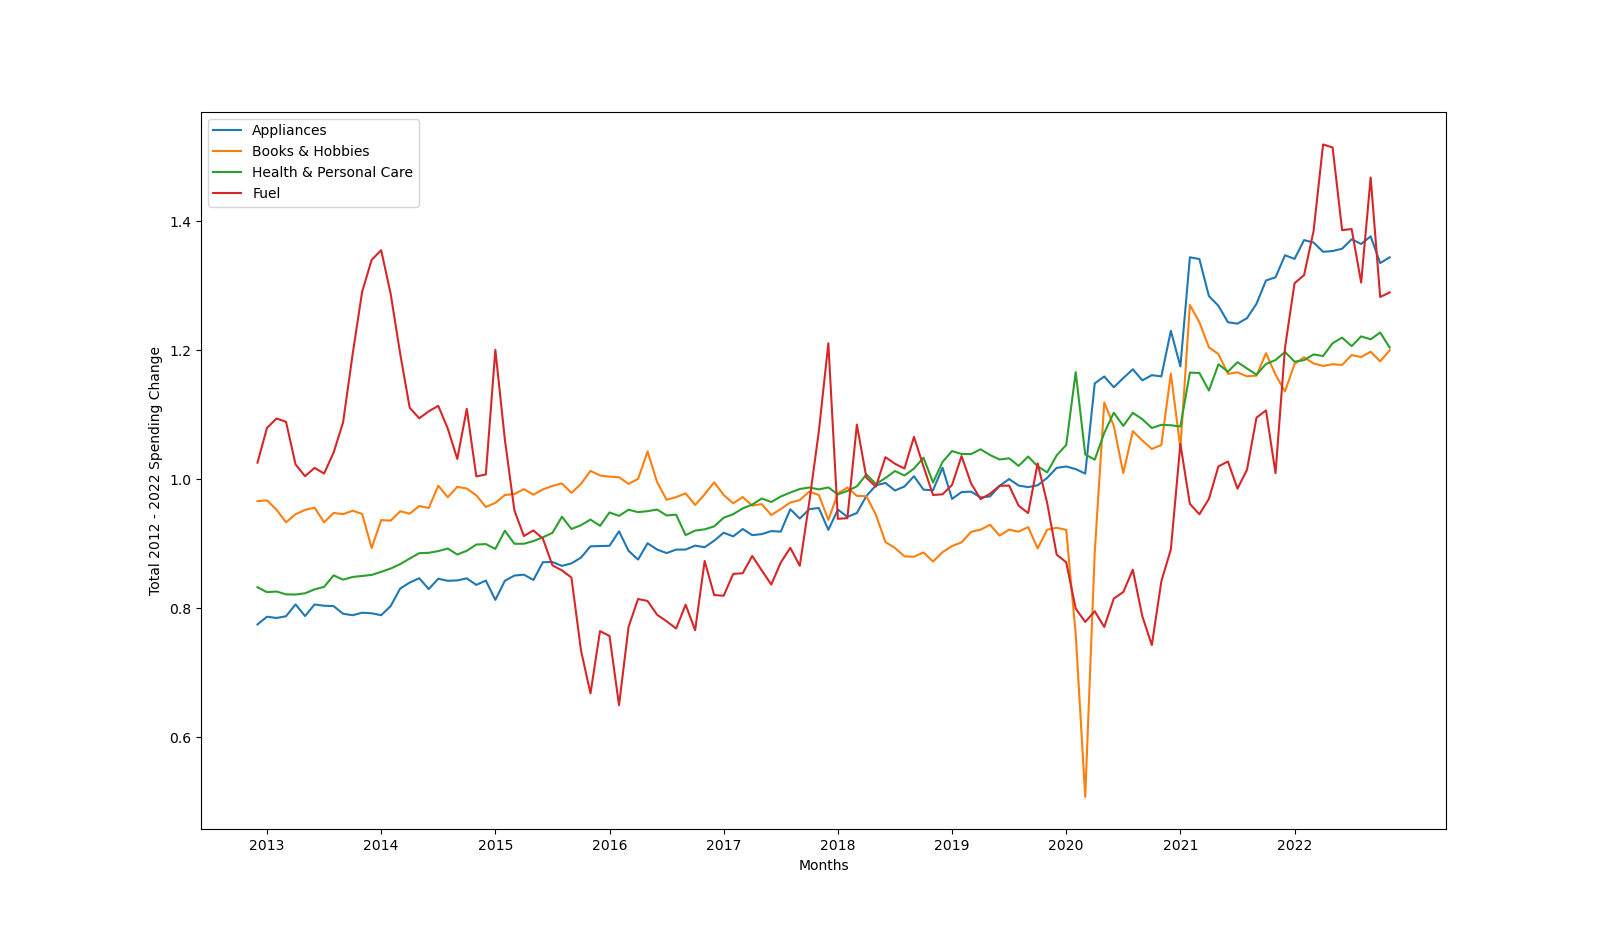 Appliances
Books & Hobbies
Health & Personal Care
Fuel
Total 2012 - 2022 Spending Change
1.4
1.2
1.0
0.8
0.6
2013 2014 2015 2016 2017 2018 2019 2020 2021 2022
Months